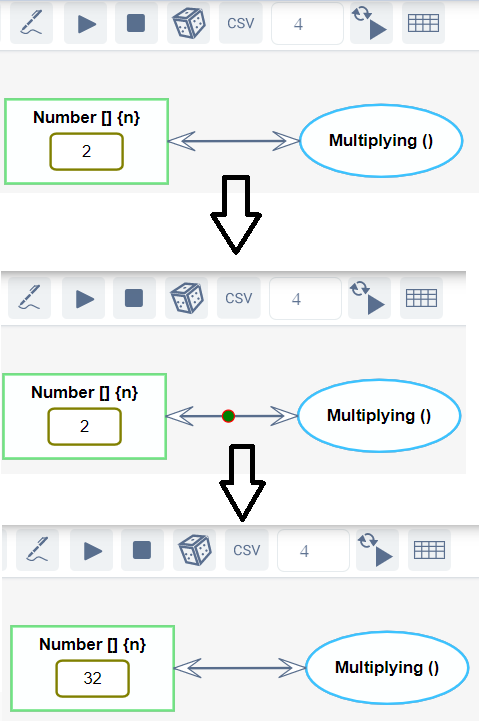 CSV 4
Number [] {n}
2
Multiplying ()
CSV 4
Number [] {n}
2
Multiplying ()
CSV 4
Number [] {n}
32
Multiplying ()